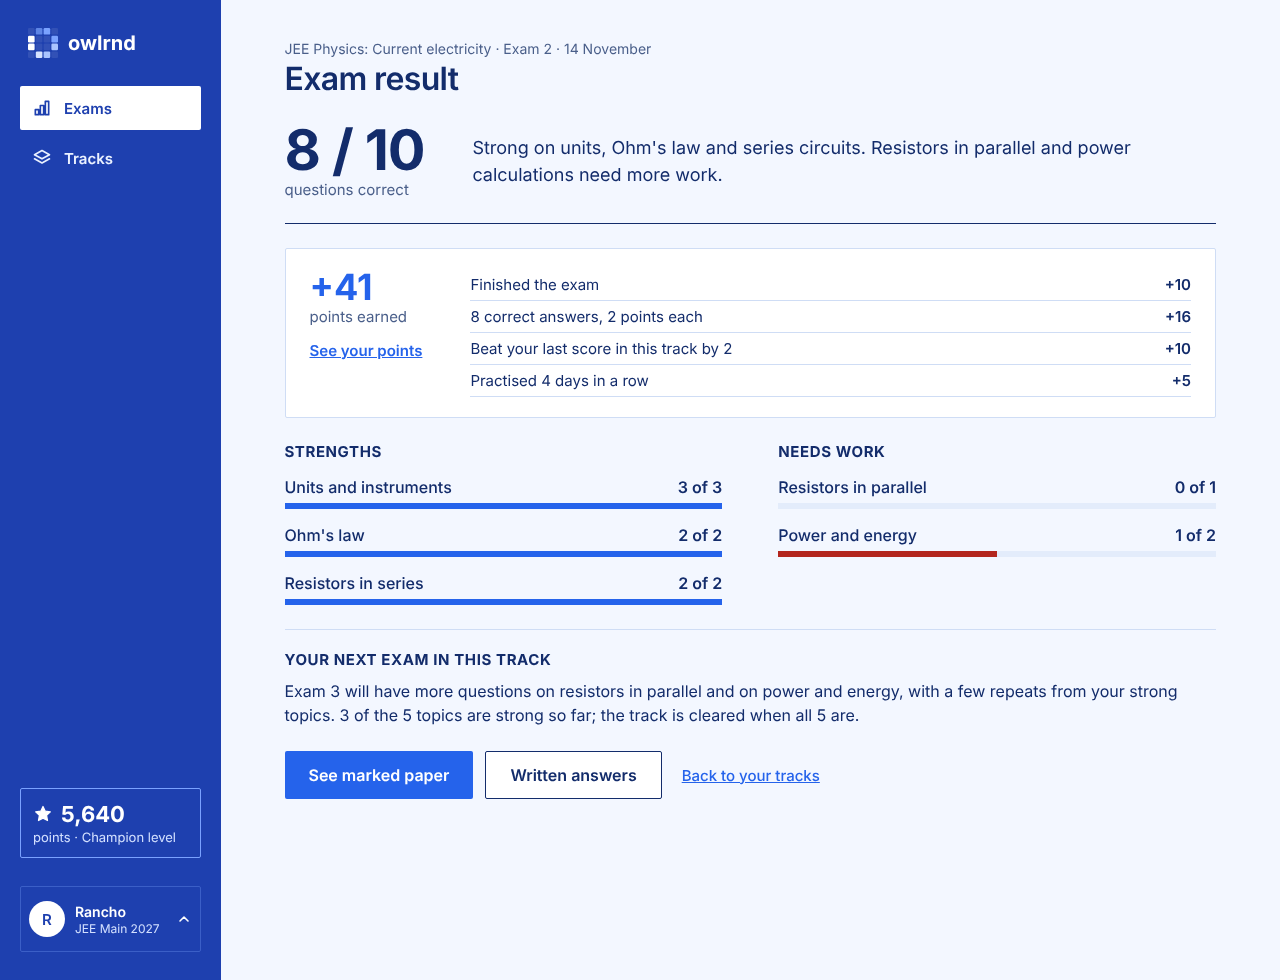 owlrnd
Exams
Tracks
5,640
points · Champion level
R
Rancho
JEE Main 2027
JEE Physics: Current electricity · Exam 2 · 14 November
Exam result
8 / 10
questions correct
Strong on units, Ohm's law and series circuits. Resistors in parallel and power
calculations need more work.
+41
points earned
See your points
Finished the exam +10
8 correct answers, 2 points each +16
Beat your last score in this track by 2 +10
Practised 4 days in a row +5
STRENGTHS
Units and instruments 3 of 3
Ohm's law 2 of 2
Resistors in series 2 of 2
NEEDS WORK
Resistors in parallel 0 of 1
Power and energy 1 of 2
YOUR NEXT EXAM IN THIS TRACK
Exam 3 will have more questions on resistors in parallel and on power and energy, with a few repeats from your strong
topics. 3 of the 5 topics are strong so far; the track is cleared when all 5 are.
See marked paper
Written answers
Back to your tracks